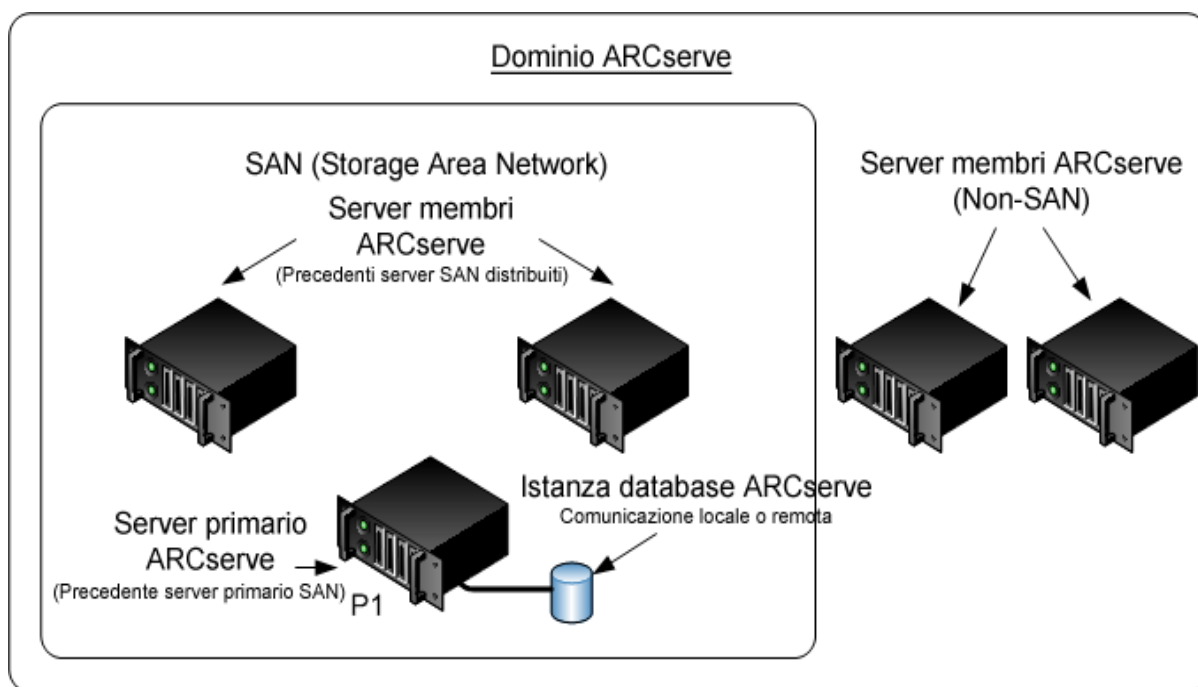 Dominio ARCserve
SAN (Storage Area Network)
Server membri
ARCserve
(Precedenti server SAN distribuiti)
Server membri ARCserve
(Non-SAN)
Istanza database ARCserve
Comunicazione locale o remota
Server primario
ARCserve
(Precedente server primario SAN)
P1